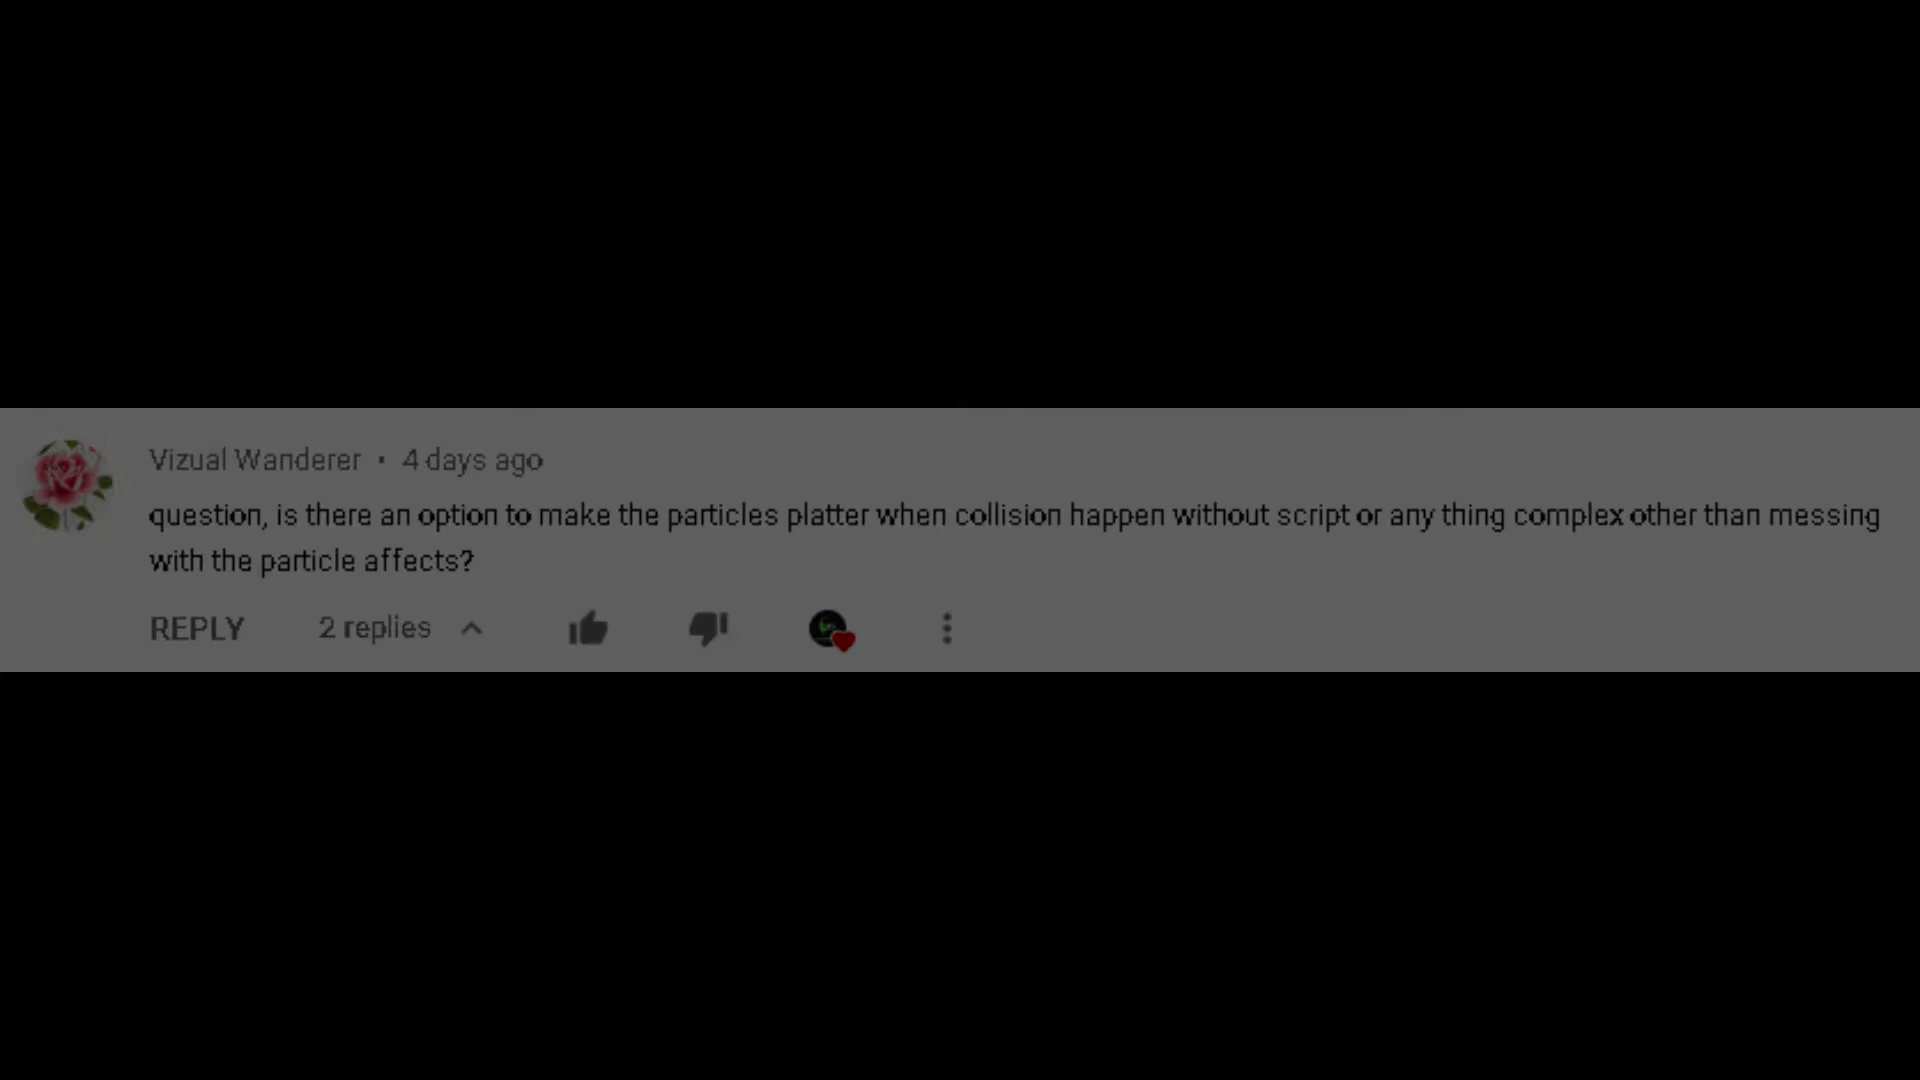 Vizual Wanderer • 4 days ago
question, is there an option to make the particles platter when collision happen without script or any thing complex other than messing
with the particle affects?
REPLY 2 replies